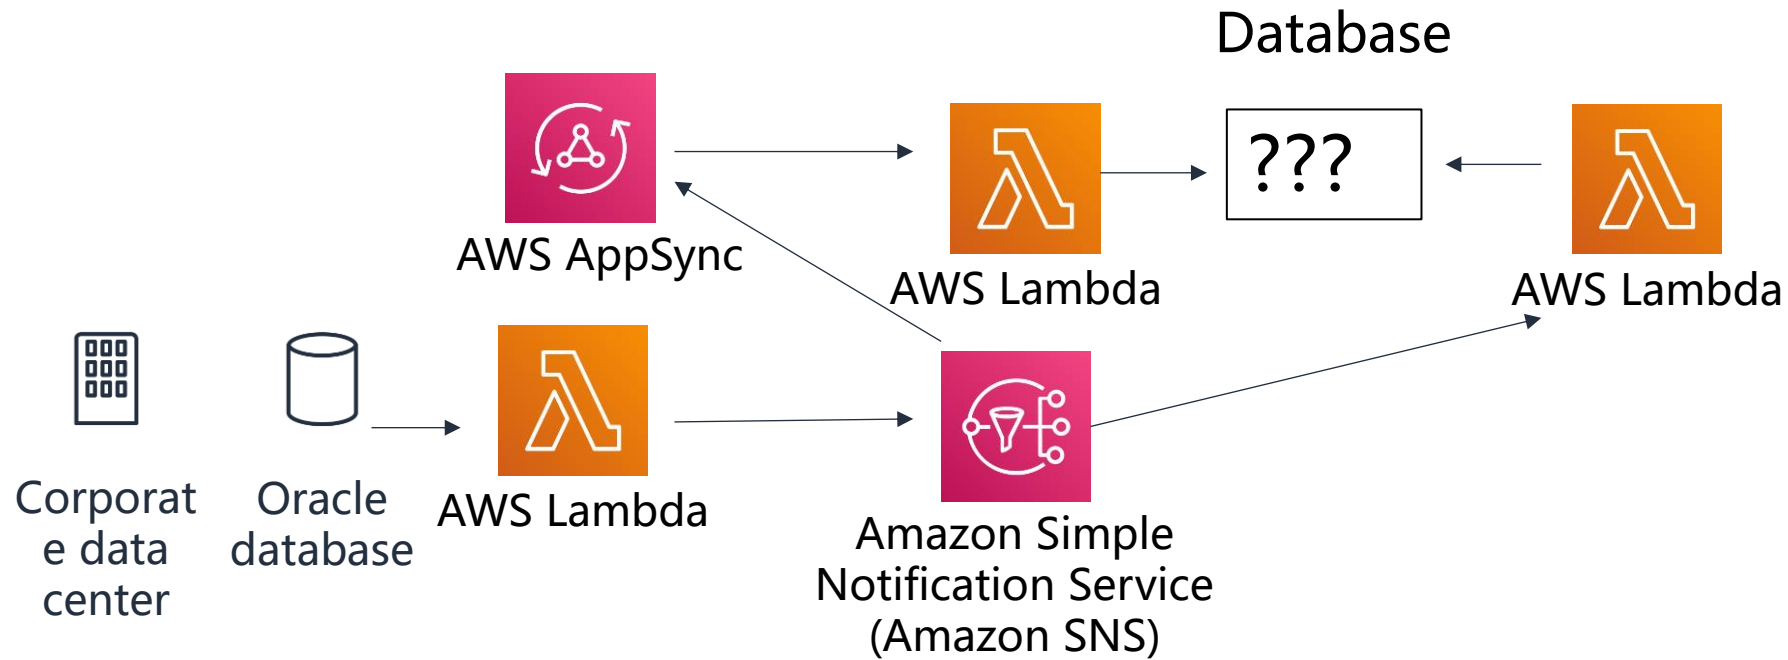 Database
???
AWS AppSync
AWS Lambda
AWS Lambda
Corporat
e data
center
Oracle
database
AWS Lambda
Amazon Simple
Notification Service
(Amazon SNS)